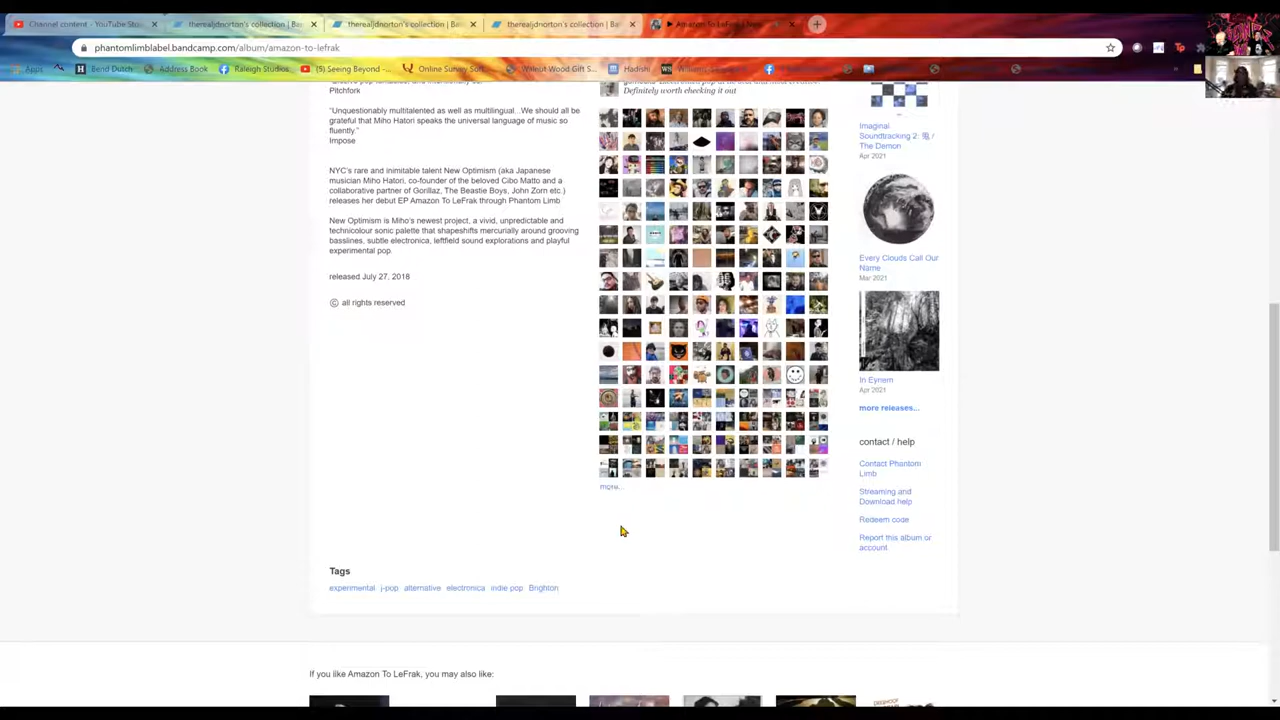 Channel content - YouTube Stu
therealjdnorton's collection | Ba
therealjdnorton's collection | Ba
therealjdnorton's collection | Ba
Amazon To LeFrak | Ne
phantomlimblabel.bandcamp.com/album/amazon-to-lefrak
Apps
Bend Dutch
Address Book
Raleigh Studios
(5) Seeing Beyond -...
Online Survey Soft...
Walnut Wood Gift S...
Hadishi
Pitchfork
"Unquestionably multitalented as well as multilingual...We should all be
grateful that Miho Hatori speaks the universal language of music so
fluently."
Impose
NYC's rare and inimitable talent New Optimism (aka Japanese
musician Miho Hatori, co-founder of the beloved Cibo Matto and a
collaborative partner of Gorillaz, The Beastie Boys, John Zorn etc.)
releases her debut EP Amazon To LeFrak through Phantom Limb
New Optimism is Miho's newest project, a vivid, unpredictable and
technicolour sonic palette that shapeshifts mercurially around grooving
basslines, subtle electronica, leftfield sound explorations and playful
experimental pop.
released July 27, 2018
© all rights reserved
Tags
experimental j-pop alternative electronica indie pop Brighton
Definitely worth checking it out
more...
Imaginal
Soundtracking 2: /
The Demon
Apr 2021
Every Clouds Call Our
Name
Mar 2021
In Eynem
Apr 2021
more releases...
contact / help
Contact Phantom
Limb
Streaming and
Download help
Redeem code
Report this album or
account
If you like Amazon To LeFrak, you may also like: